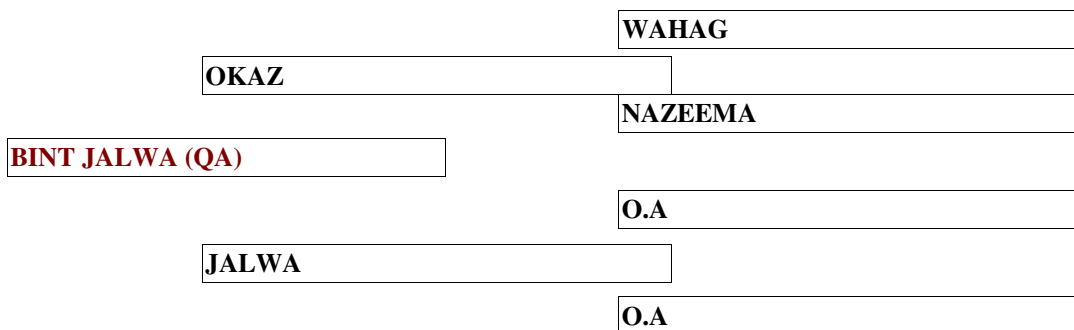 WAHAG
OKAZ
NAZEEMA
BINT JALWA (QA)
O.A
JALWA
O.A